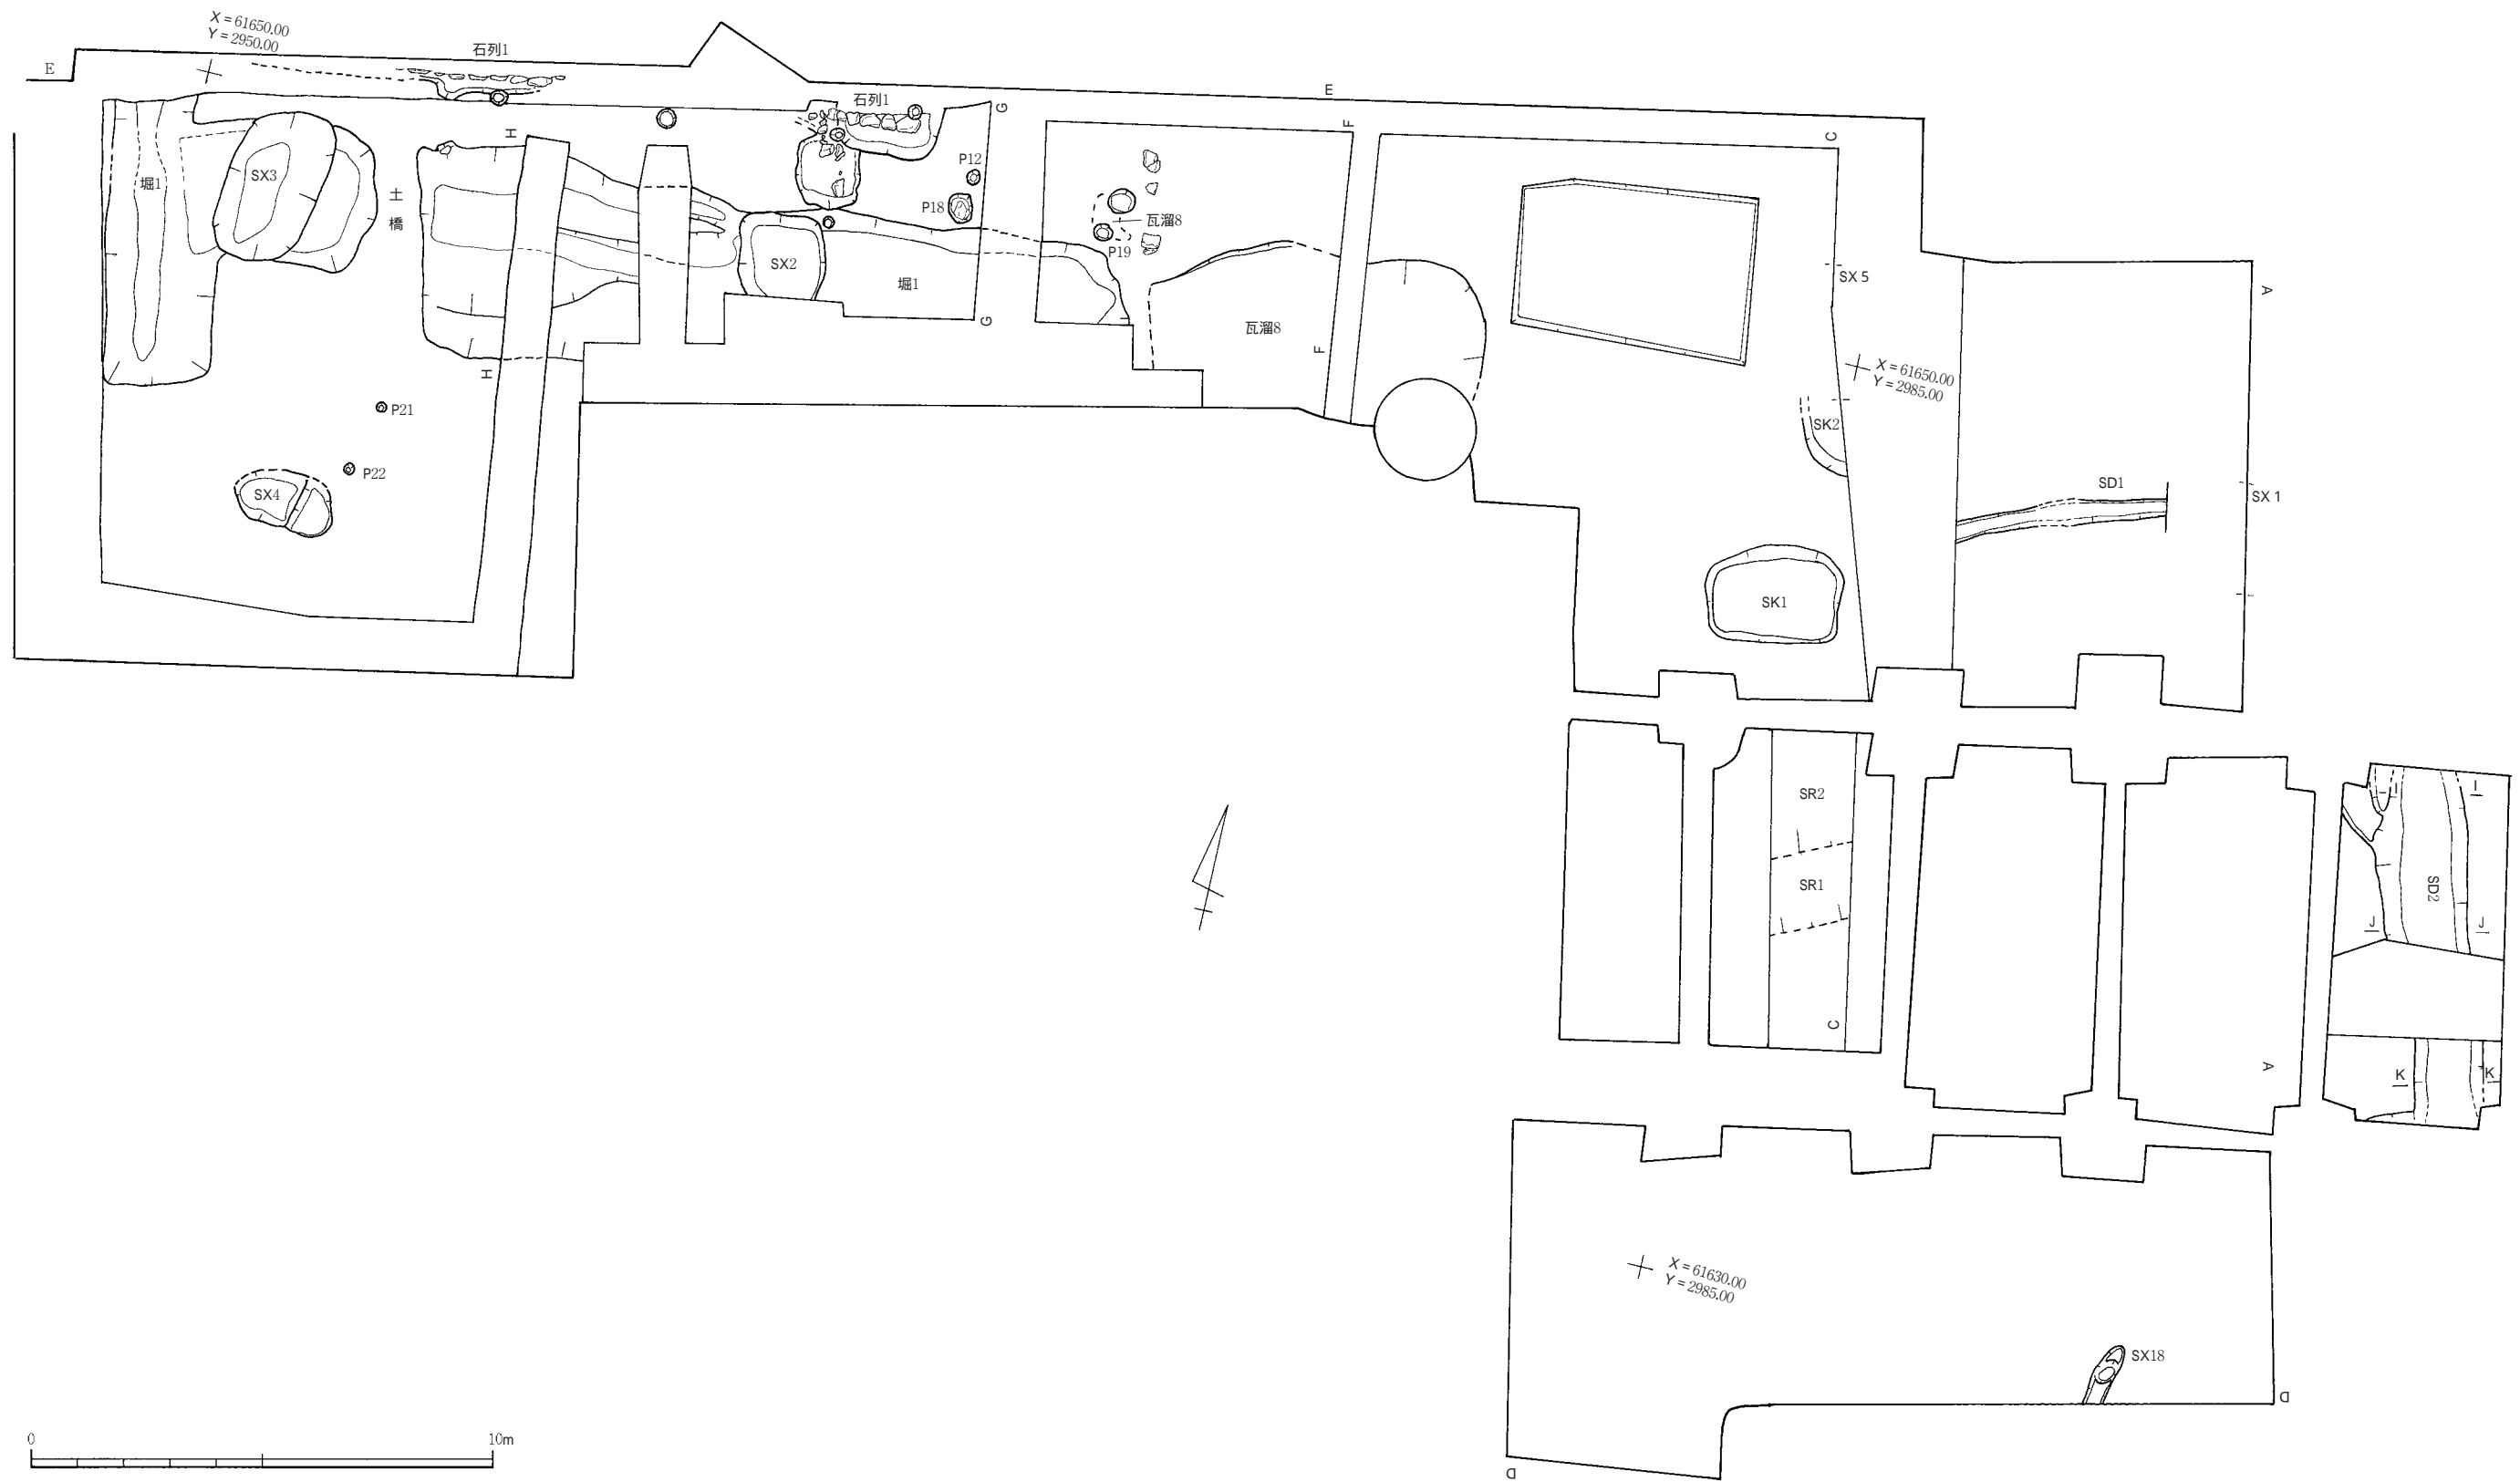 X = 61650.00
Y = 2950.00
石列1
E
E
石列1
G
H
F
C
P12
堀1
SX3
土橋
P18
瓦溜8
P19
SX2
堀1
SX 5
A
G
瓦溜8
F
H
X = 61650.00
Y = 2985.00
P21
SK2
P22
SX4
SD1
SX 1
SK1
SR2
I
I
SR1
SD2
J
J
C
A
K
K
X = 61630.00
Y = 2985.00
SX18
D
0
10m
D